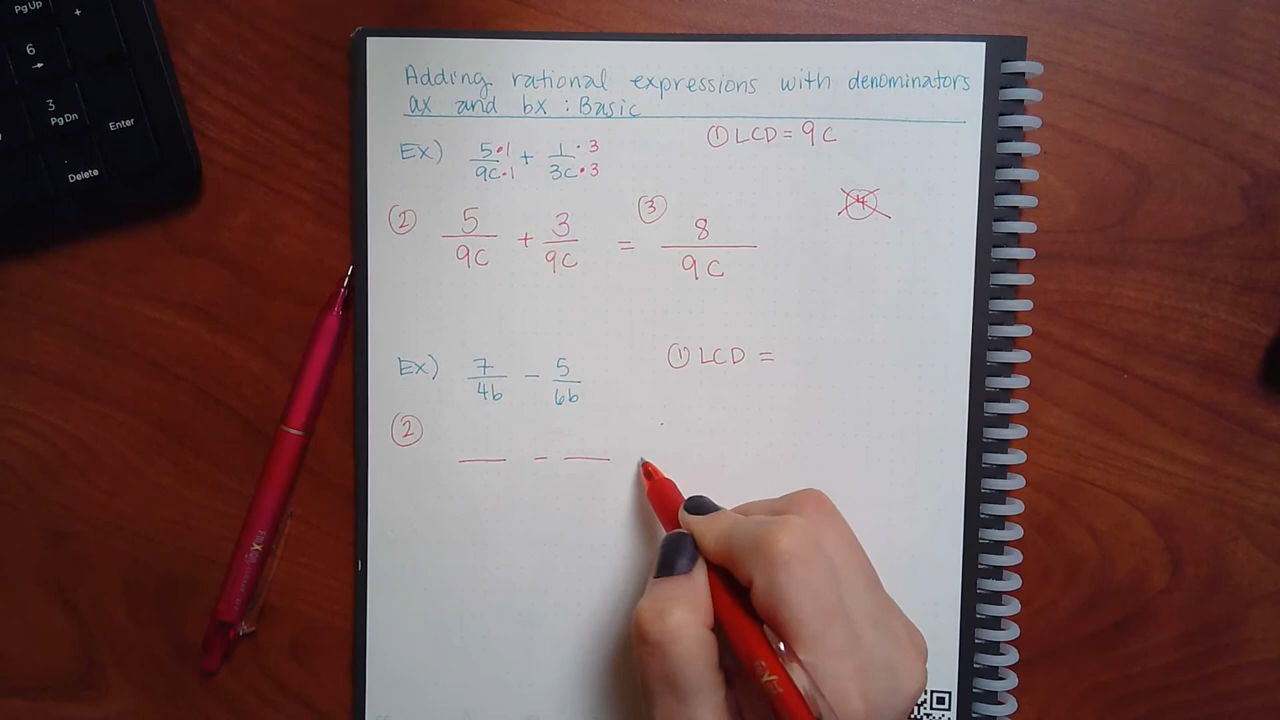 PgUp
+
6
3
PgDn
Enter
.
Delete
Adding rational expressions with denominators
ax and bx : Basic
Ex) 5•1/9c•1 + 1•3/3c•3
① LCD = 9c
② 5/9c + 3/9c = ③ 8/9c
④
Ex) 7/4b - 5/6b
① LCD =
② __ - __